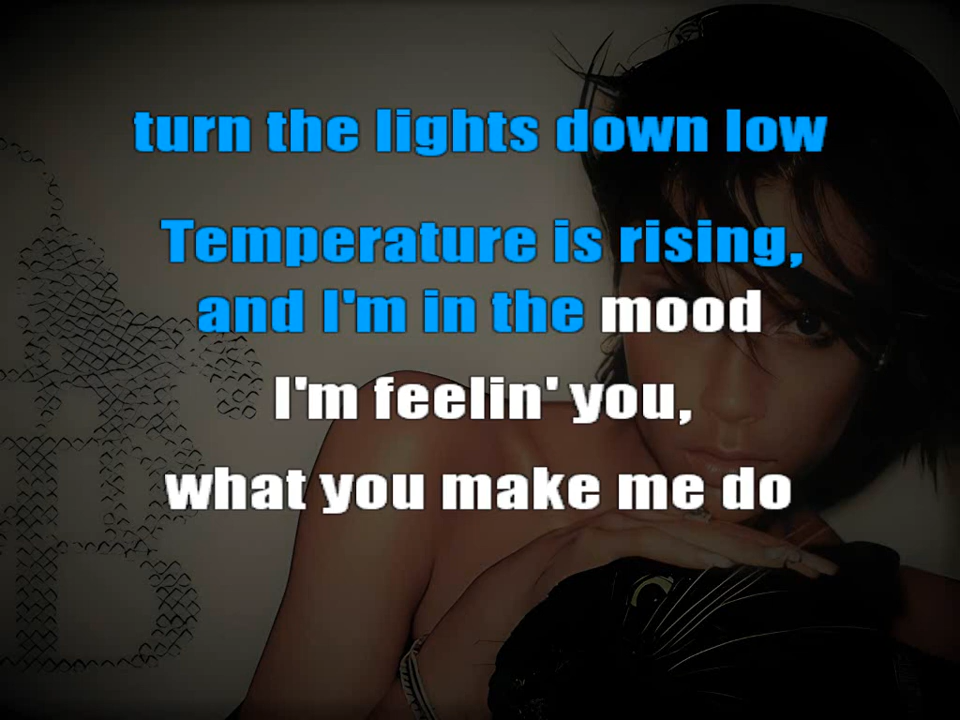 turn the lights down low
Temperature is rising,
and I'm in the mood
I'm feelin' you,
what you make me do